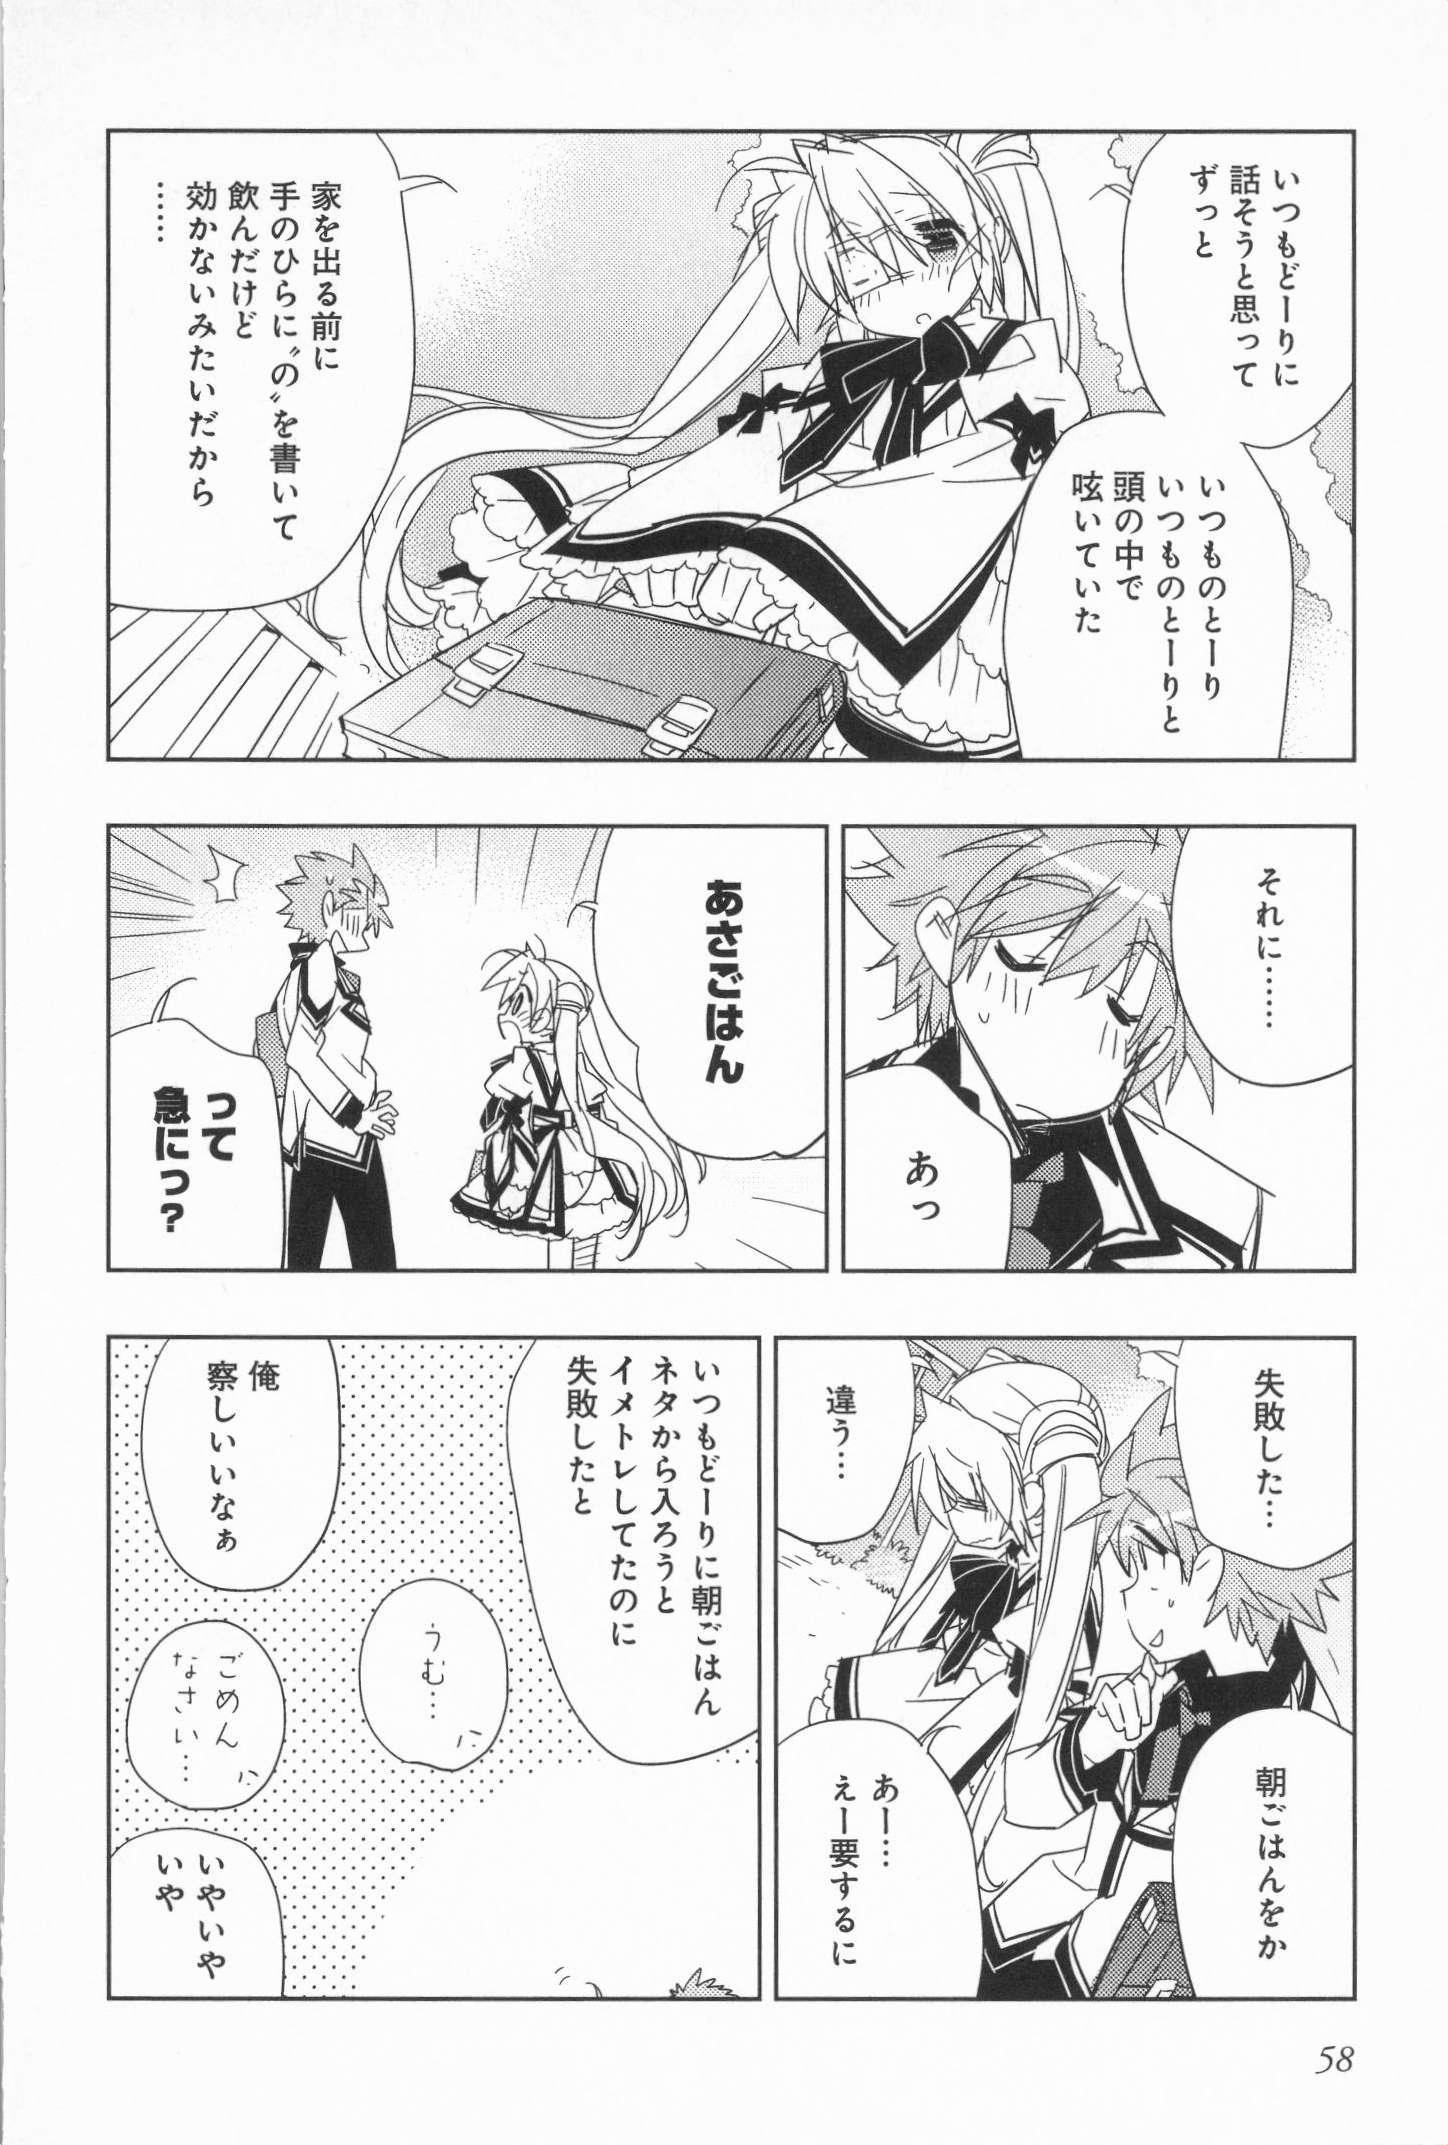 いつもどーりに
話そうと思って
ずっと
いつものとーり
いつものとーりと
頭の中で
呟いていた
家を出る前に
手のひらに〝の〟を書いて
飲んだけど
効かないみたいだから
……
それに……
あっ
あさごはん
って
急にっ？
失敗した…
朝ごはんをか
違う…
あー…
えー要するに
いつもどーりに朝ごはん
ネタから入ろうと
イメトレしてたのに
失敗したと
うむ…
俺
察しいいなぁ
ごめん
なさい…
いやいや
いや
58